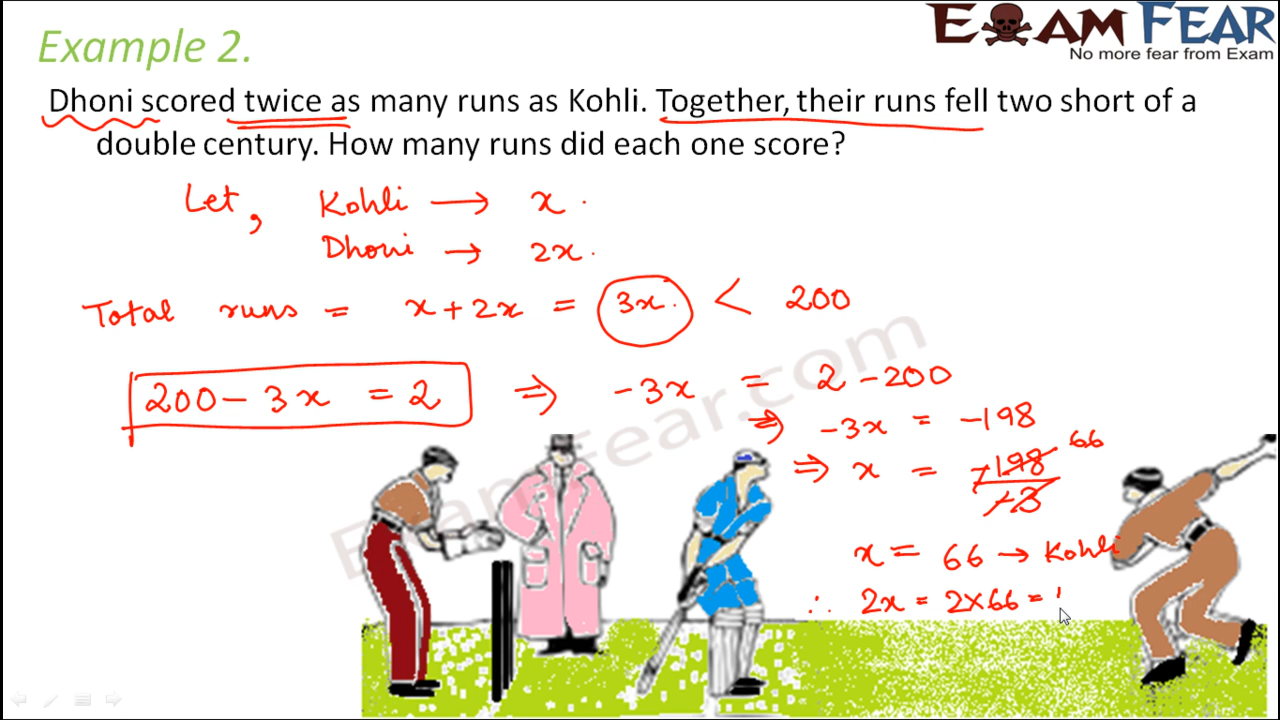 EXAM FEAR
No more fear from Exam
Example 2.
Dhoni scored twice as many runs as Kohli. Together, their runs fell two short of a
double century. How many runs did each one score?
Let, Kohli → x.
Dhoni → 2x.
Total runs = x + 2x = 3x. < 200
200 - 3x = 2 ⇒ -3x = 2 - 200
⇒ -3x = -198
⇒ x = -198/-3 66
x = 66 → Kohli
∴ 2x = 2×66 =
ExamFear.com